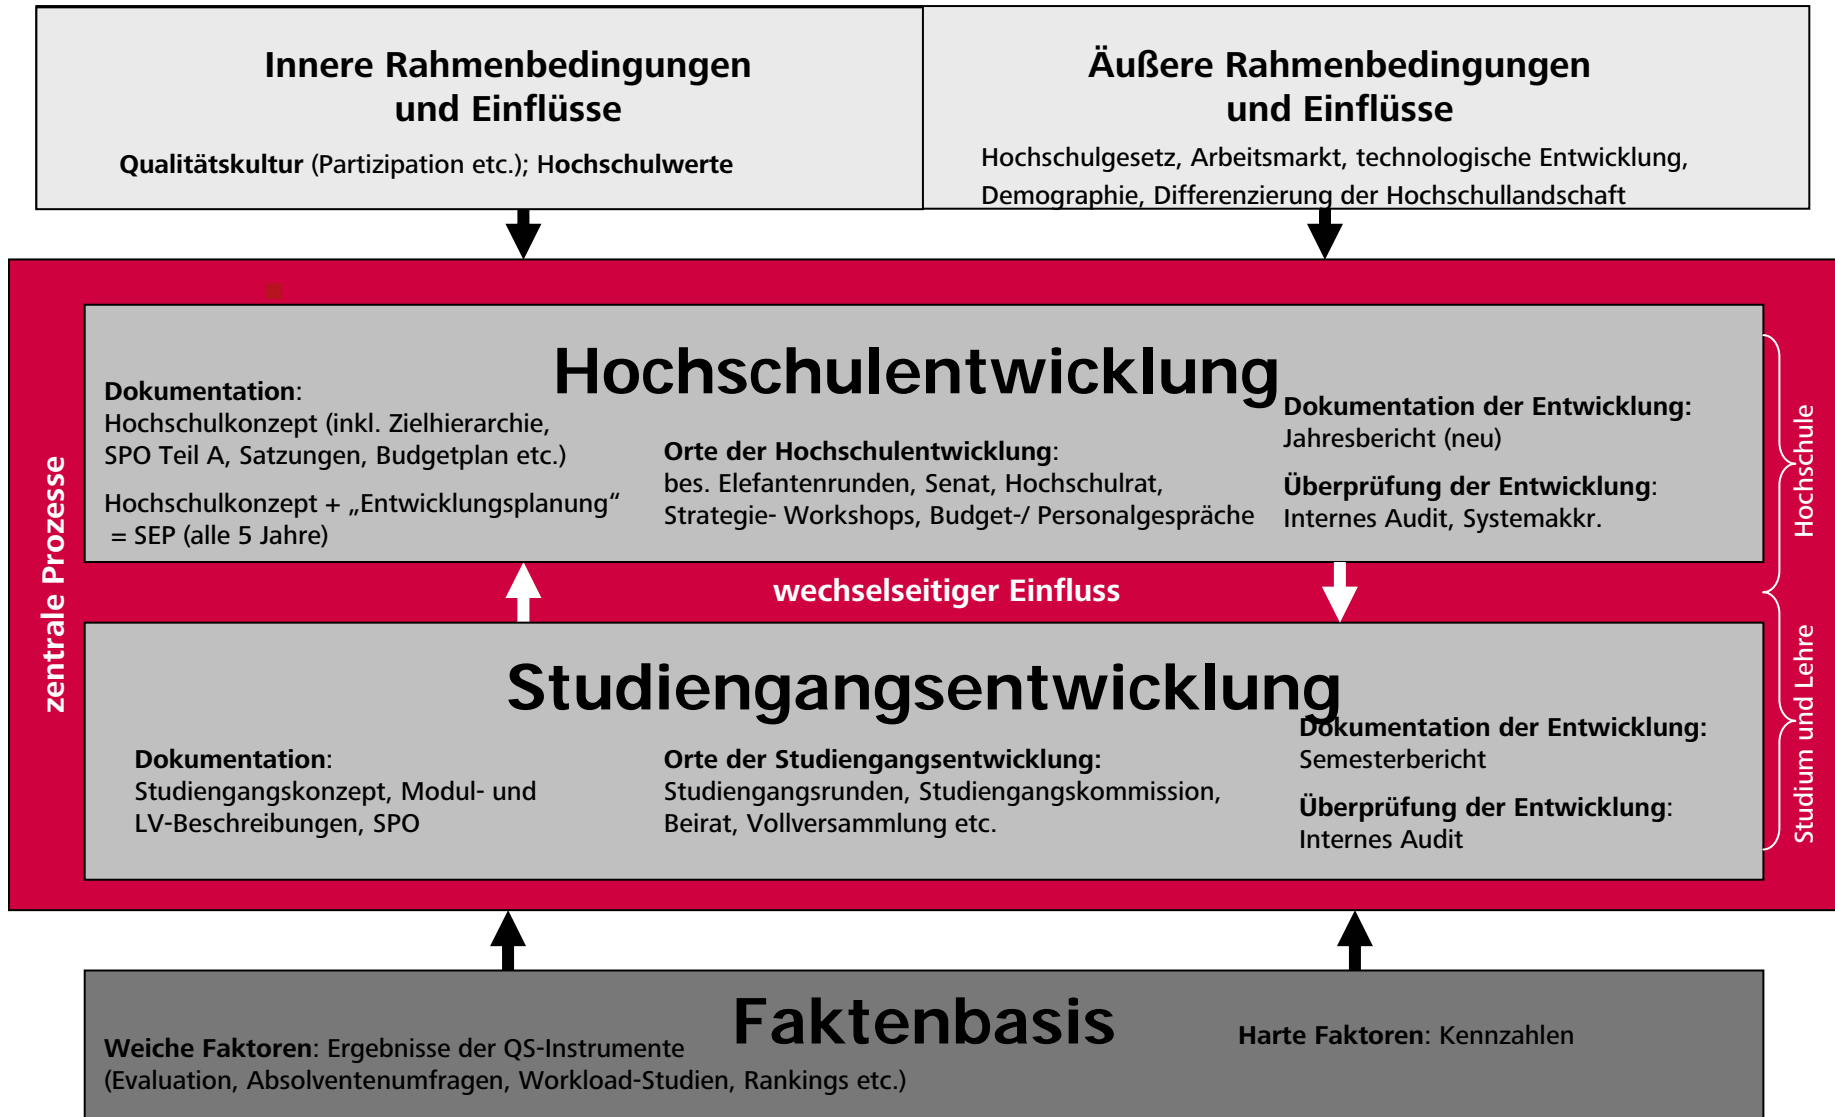 Innere Rahmenbedingungen
und Einflüsse
Qualitätskultur (Partizipation etc.); Hochschulwerte
Äußere Rahmenbedingungen
und Einflüsse
Hochschulgesetz, Arbeitsmarkt, technologische Entwicklung,
Demographie, Differenzierung der Hochschullandschaft
zentrale Prozesse
Hochschulentwicklung
Dokumentation:
Hochschulkonzept (inkl. Zielhierarchie,
SPO Teil A, Satzungen, Budgetplan etc.)
Hochschulkonzept + „Entwicklungsplanung“
= SEP (alle 5 Jahre)
Orte der Hochschulentwicklung:
bes. Elefantenrunden, Senat, Hochschulrat,
Strategie- Workshops, Budget-/ Personalgespräche
Dokumentation der Entwicklung:
Jahresbericht (neu)
Überprüfung der Entwicklung:
Internes Audit, Systemakkr.
Hochschule
wechselseitiger Einfluss
Studiengangsentwicklung
Dokumentation:
Studiengangskonzept, Modul- und
LV-Beschreibungen, SPO
Orte der Studiengangsentwicklung:
Studiengangsrunden, Studiengangskommission,
Beirat, Vollversammlung etc.
Dokumentation der Entwicklung:
Semesterbericht
Überprüfung der Entwicklung:
Internes Audit
Studium und Lehre
Faktenbasis
Weiche Faktoren: Ergebnisse der QS-Instrumente
(Evaluation, Absolventenumfragen, Workload-Studien, Rankings etc.)
Harte Faktoren: Kennzahlen